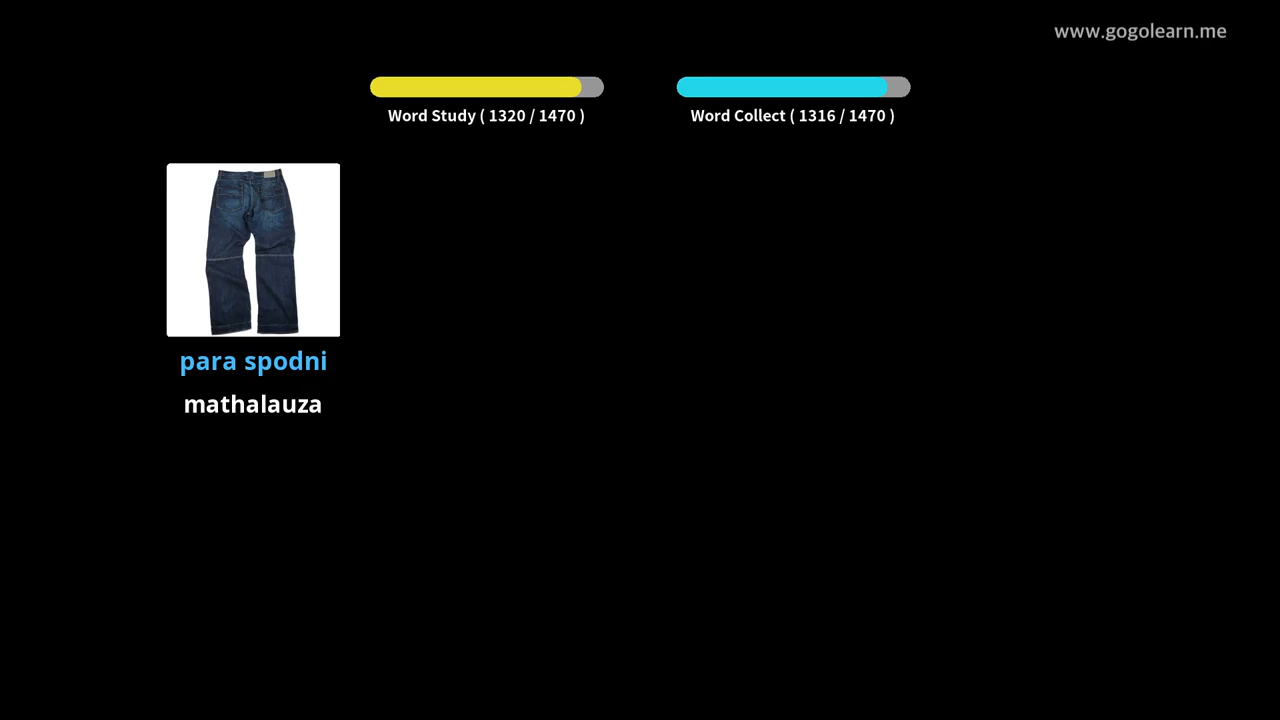 www.gogolearn.me
Word Study ( 1320 / 1470 )
Word Collect ( 1316 / 1470 )
para spodni
mathalauza